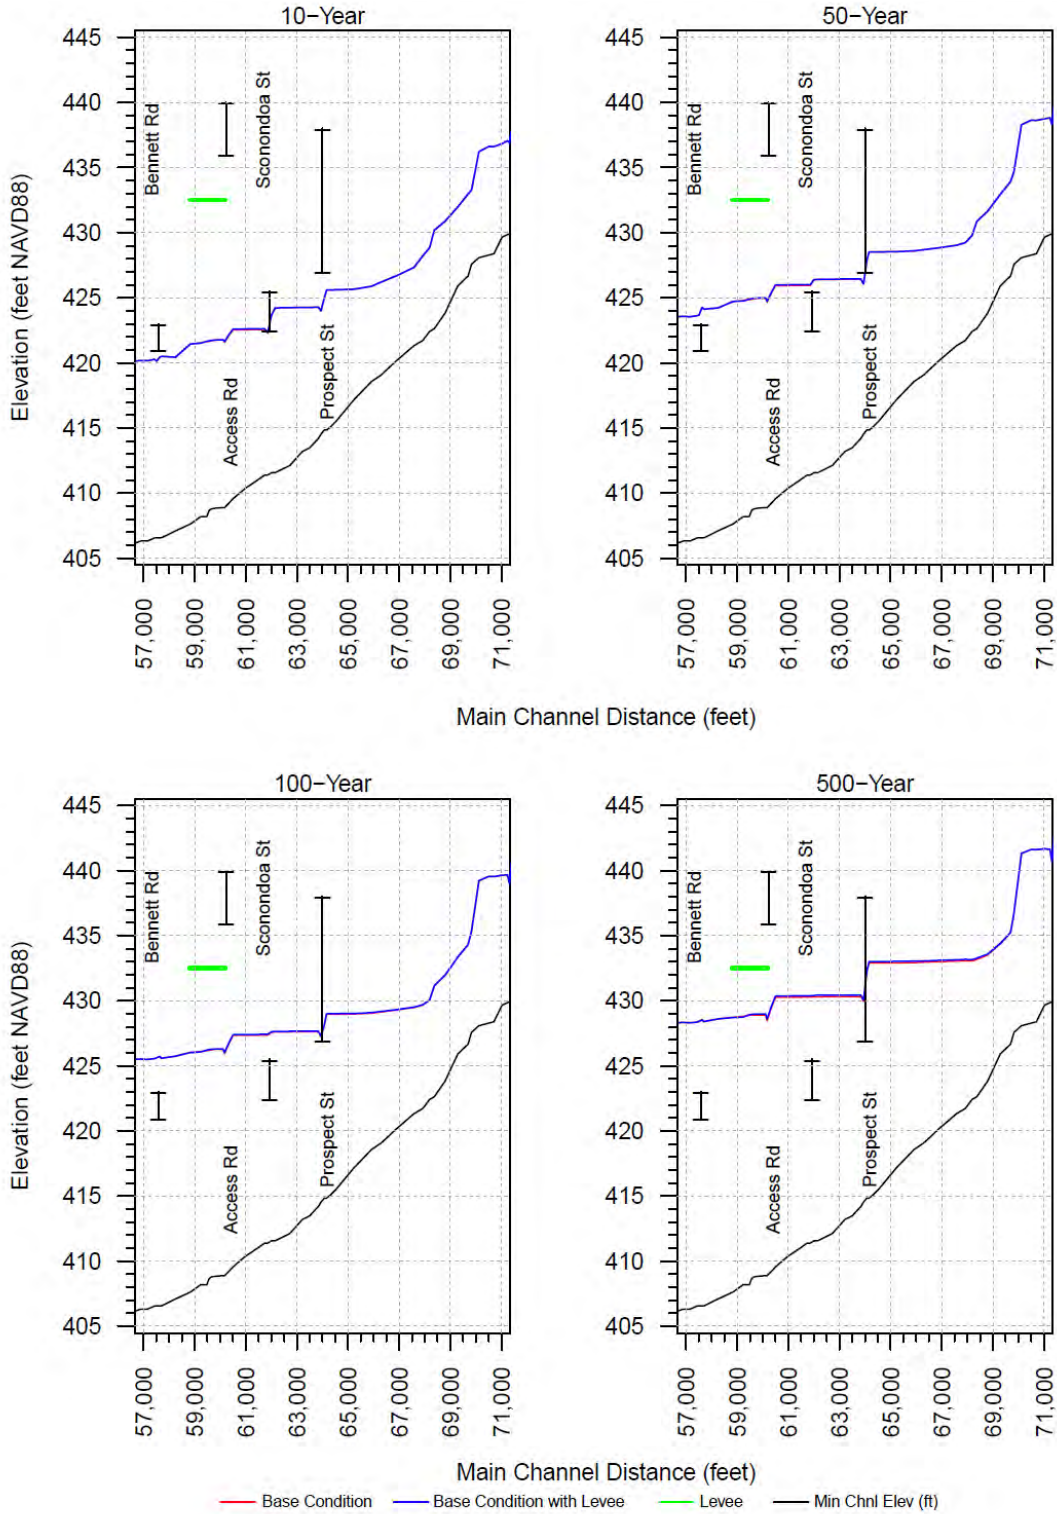 10−Year
50−Year
Elevation (feet NAVD88)
445
440
435
430
425
420
415
410
405
Bennett Rd
Access Rd
Sconondoa St
Prospect St
57,000
59,000
61,000
63,000
65,000
67,000
69,000
71,000
445
440
435
430
425
420
415
410
405
Bennett Rd
Access Rd
Sconondoa St
Prospect St
57,000
59,000
61,000
63,000
65,000
67,000
69,000
71,000
Main Channel Distance (feet)
100−Year
500−Year
Elevation (feet NAVD88)
445
440
435
430
425
420
415
410
405
Bennett Rd
Access Rd
Sconondoa St
Prospect St
57,000
59,000
61,000
63,000
65,000
67,000
69,000
71,000
445
440
435
430
425
420
415
410
405
Bennett Rd
Access Rd
Sconondoa St
Prospect St
57,000
59,000
61,000
63,000
65,000
67,000
69,000
71,000
Main Channel Distance (feet)
Base Condition
Base Condition with Levee
Levee
Min Chnl Elev (ft)